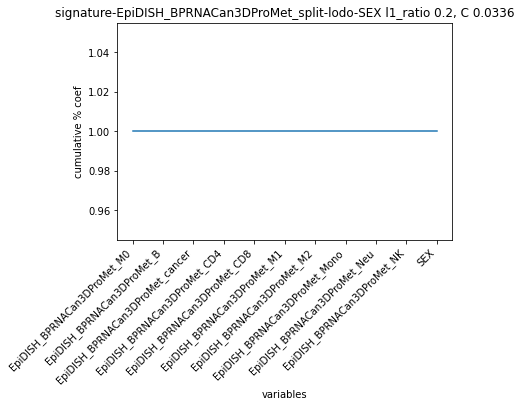 signature-EpiDISH_BPRNACan3DProMet_split-lodo-SEX l1_ratio 0.2, C 0.0336
1.04
1.02
1.00
0.98
0.96
cumulative % coef
EpiDISH_BPRNACan3DProMet_M0
EpiDISH_BPRNACan3DProMet_B
EpiDISH_BPRNACan3DProMet_cancer
EpiDISH_BPRNACan3DProMet_CD4
EpiDISH_BPRNACan3DProMet_CD8
EpiDISH_BPRNACan3DProMet_M1
EpiDISH_BPRNACan3DProMet_M2
EpiDISH_BPRNACan3DProMet_Mono
EpiDISH_BPRNACan3DProMet_Neu
EpiDISH_BPRNACan3DProMet_NK
SEX
variables